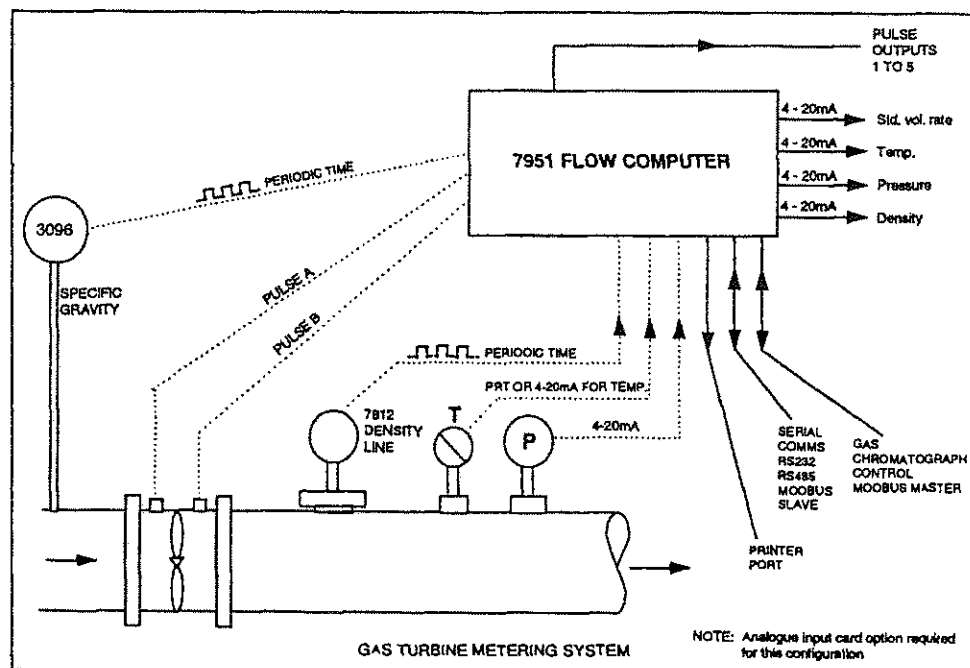 PULSE
OUTPUTS
1 TO 5
7951 FLOW COMPUTER
4 - 20mA
Std. vol. rate
4 - 20mA
Temp.
4 - 20mA
Pressure
4 - 20mA
Density
PERIODIC TIME
3096
SPECIFIC
GRAVITY
PULSE A
PULSE B
PERIODIC TIME
PRT OR 4-20mA FOR TEMP.
4-20mA
7812
DENSITY
LINE
T
P
SERIAL
COMMS
RS232
RS485
MODBUS
SLAVE
GAS
CHROMATOGRAPH
CONTROL
MODBUS MASTER
PRINTER
PORT
GAS TURBINE METERING SYSTEM
NOTE: Analogue input card option required
for this configuration